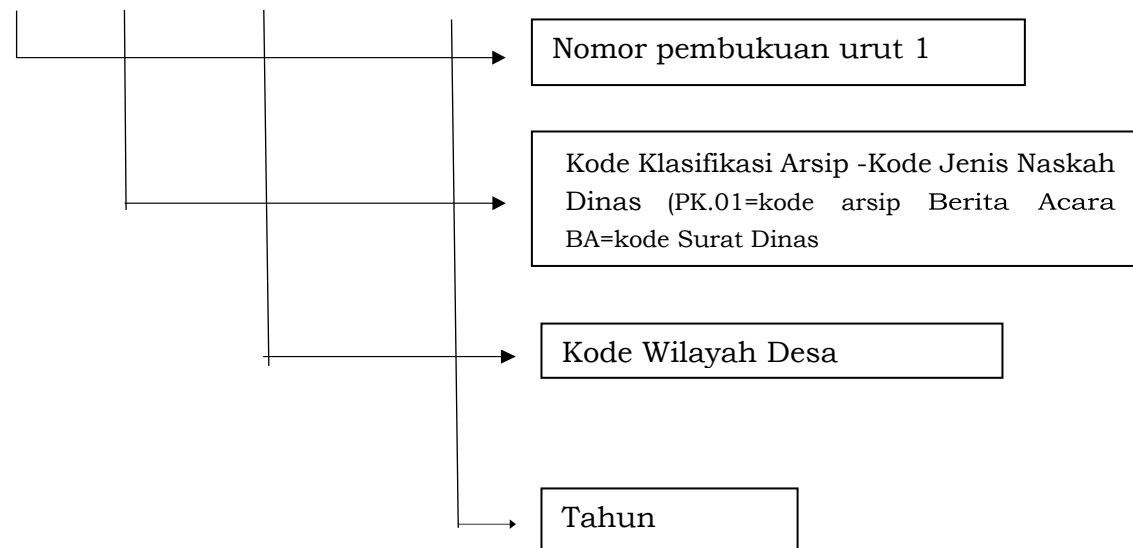 Nomor pembukuan urut 1
Kode Klasifikasi Arsip -Kode Jenis Naskah
Dinas (PK.01=kode arsip Berita Acara
BA=kode Surat Dinas
Kode Wilayah Desa
Tahun